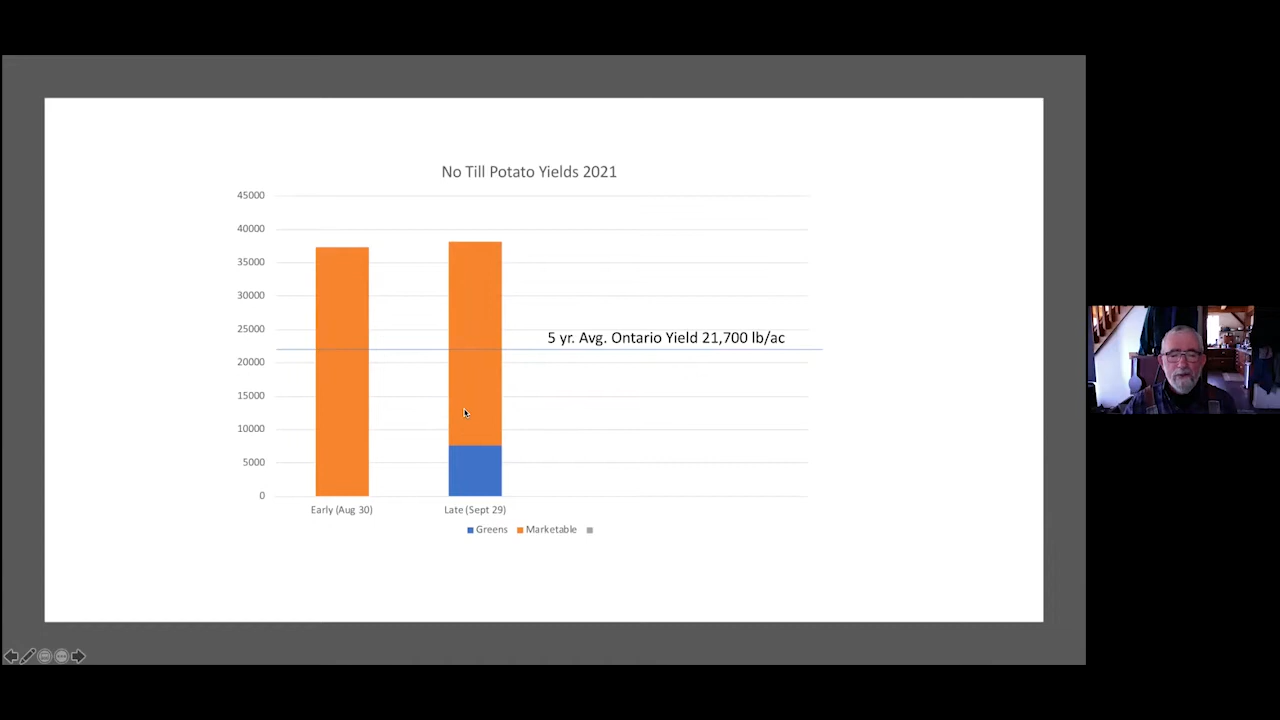 No Till Potato Yields 2021
45000
40000
35000
30000
25000
20000
15000
10000
5000
0
5 yr. Avg. Ontario Yield 21,700 lb/ac
Early (Aug 30)
Late (Sept 29)
Greens
Marketable